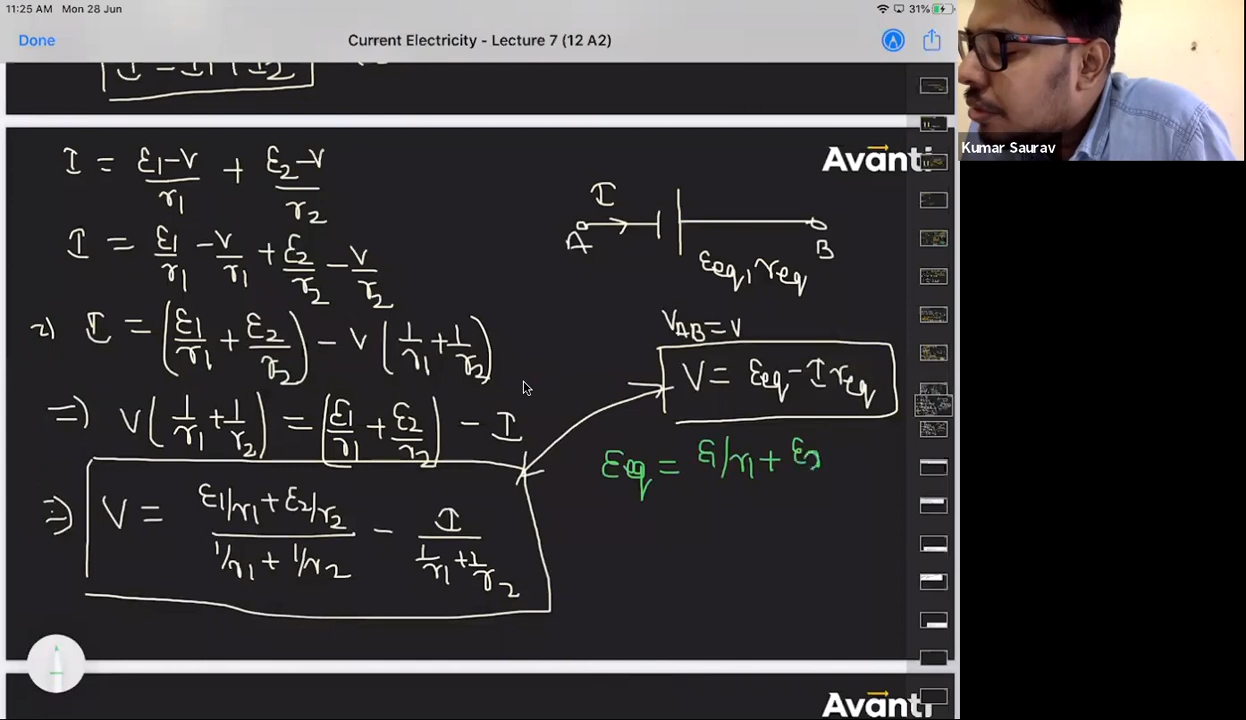 11:25 AM Mon 28 Jun
31%
Done
Current Electricity - Lecture 7 (12 A2)
I = I1 + I2
Kumar Saurav
Avanti
I = ε1-V/r1 + ε2-V/r2
I = ε1/r1 - V/r1 + ε2/r2 - V/r2
I = (ε1/r1 + ε2/r2) - V(1/r1 + 1/r2)
=) V(1/r1 + 1/r2) = (ε1/r1 + ε2/r2) - I
=) V = ε1/r1 + ε2/r2 / 1/r1 + 1/r2 - I / 1/r1 + 1/r2
I
A
B
εeq, req
VAB = V
V = εeq - I req
εeq = ε1/r1 + ε2
Avanti